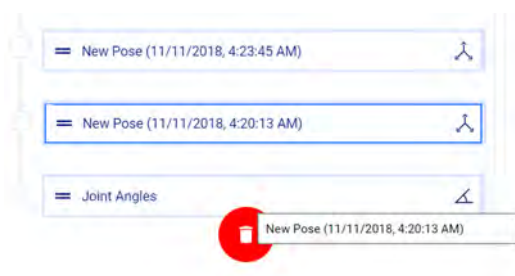 New Pose (11/11/2018, 4:23:45 AM)
New Pose (11/11/2018, 4:20:13 AM)
Joint Angles
New Pose (11/11/2018, 4:20:13 AM)